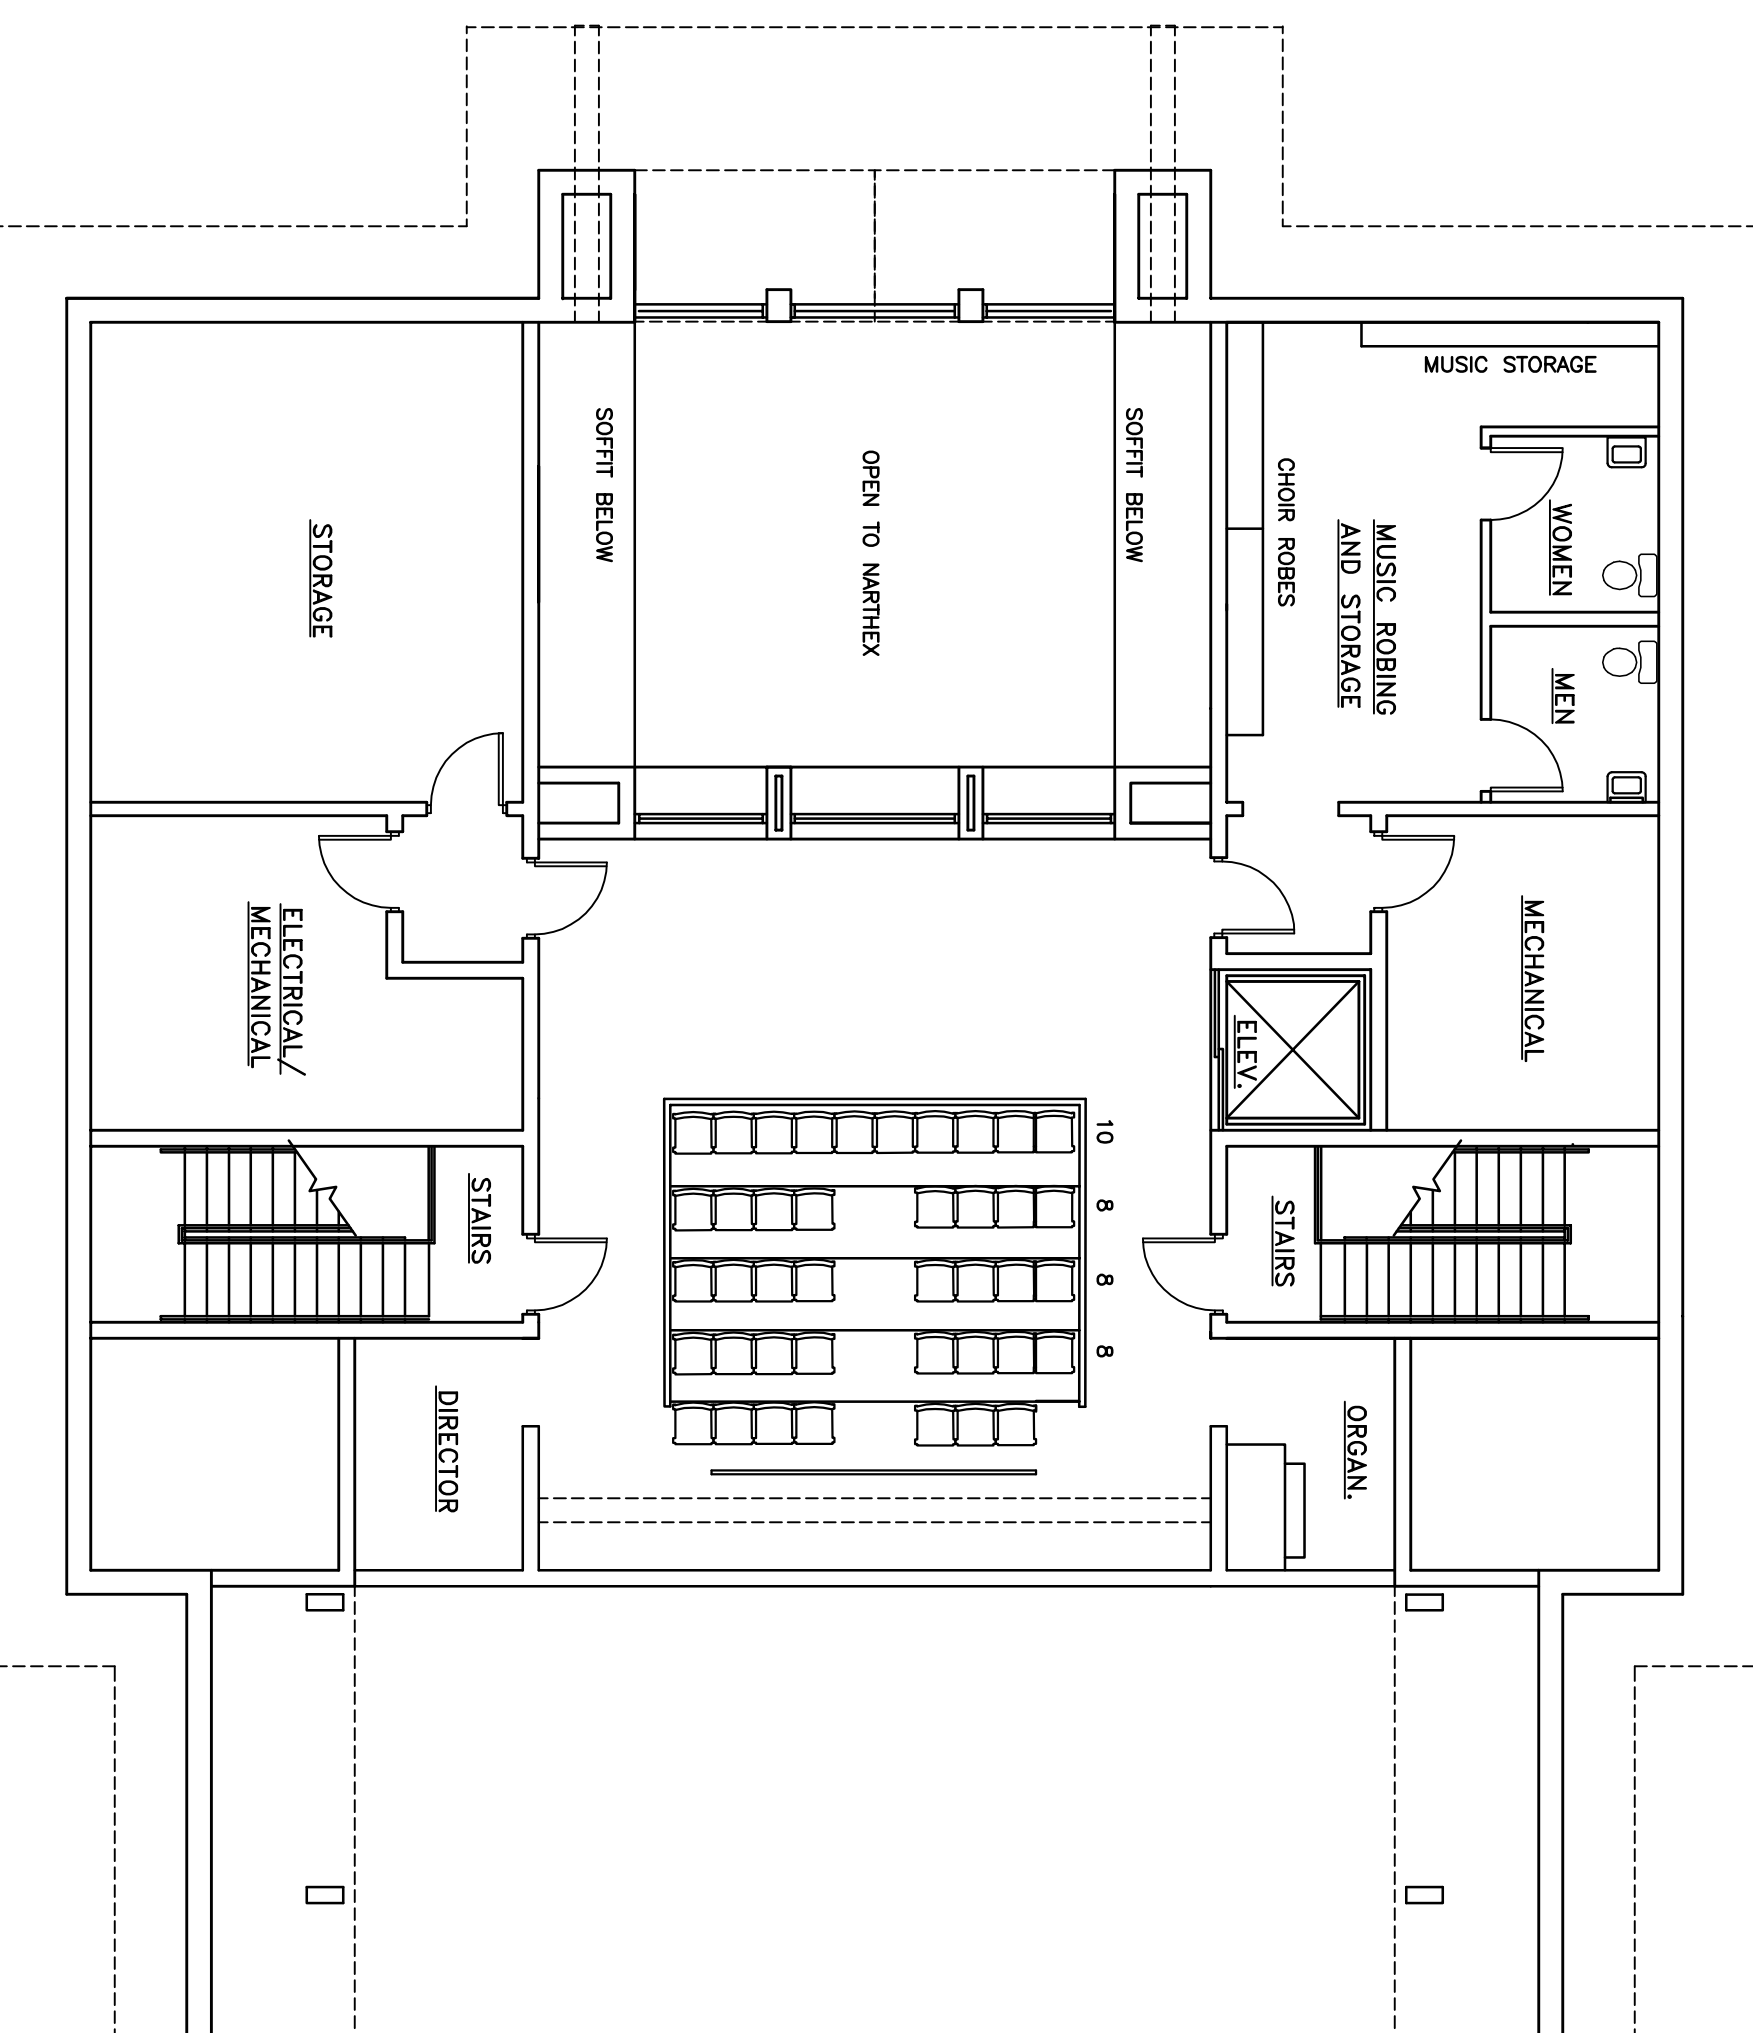 MUSIC STORAGE
WOMEN
MEN
MUSIC ROBING
AND STORAGE
CHOIR ROBES
SOFFIT BELOW
OPEN TO NARTHEX
SOFFIT BELOW
STORAGE
MECHANICAL
ELEV.
ELECTRICAL/
MECHANICAL
STAIRS
STAIRS
10
8
8
8
ORGAN.
DIRECTOR